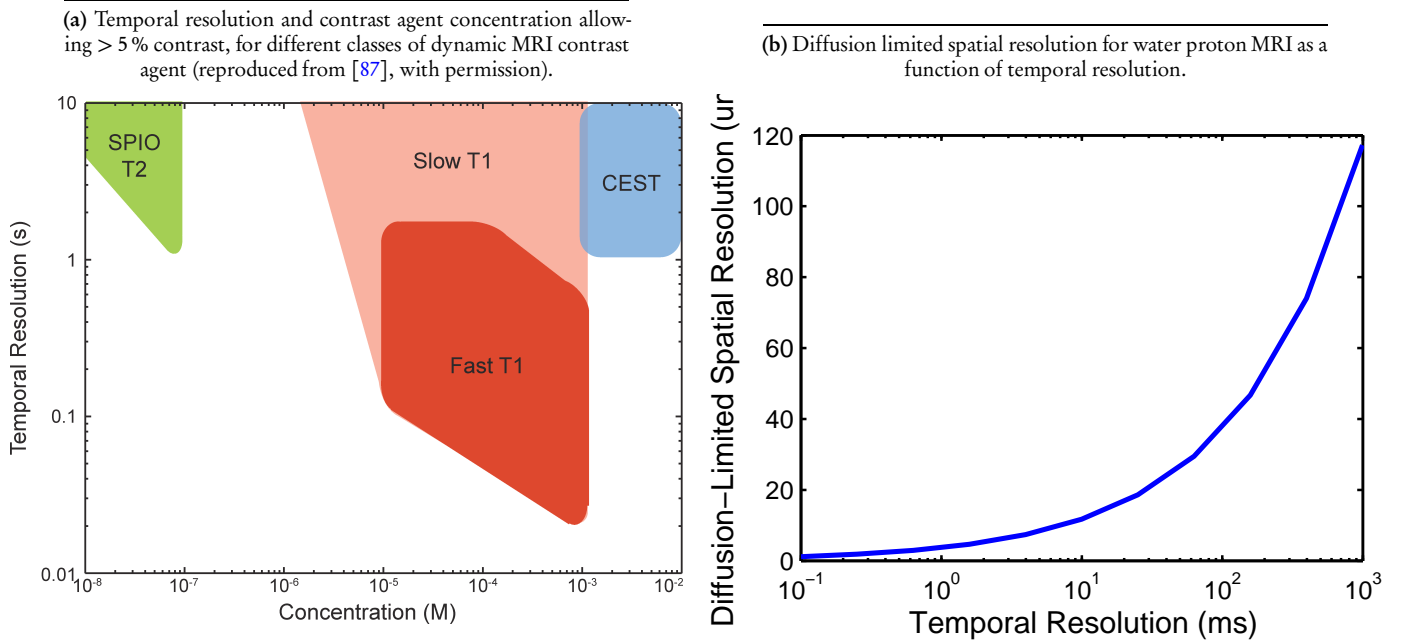 (a) Temporal resolution and contrast agent concentration allow-
ing > 5 % contrast, for different classes of dynamic MRI contrast
agent (reproduced from [87], with permission).
10
1
0.1
0.01
Temporal Resolution (s)
SPIO
T2
Slow T1
CEST
Fast T1
10⁻⁸ 10⁻⁷ 10⁻⁶ 10⁻⁵ 10⁻⁴ 10⁻³ 10⁻²
Concentration (M)
(b) Diffusion limited spatial resolution for water proton MRI as a
function of temporal resolution.
Diffusion−Limited Spatial Resolution (ur
120
100
80
60
40
20
0
10⁻¹ 10⁰ 10¹ 10² 10³
Temporal Resolution (ms)